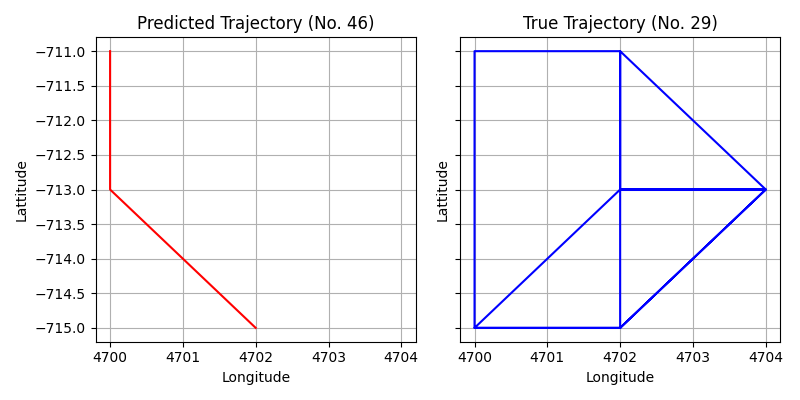 Predicted Trajectory (No. 46)
True Trajectory (No. 29)
Lattitude
−711.0
−711.5
−712.0
−712.5
−713.0
−713.5
−714.0
−714.5
−715.0
4700 4701 4702 4703 4704
Longitude
Lattitude
4700 4701 4702 4703 4704
Longitude